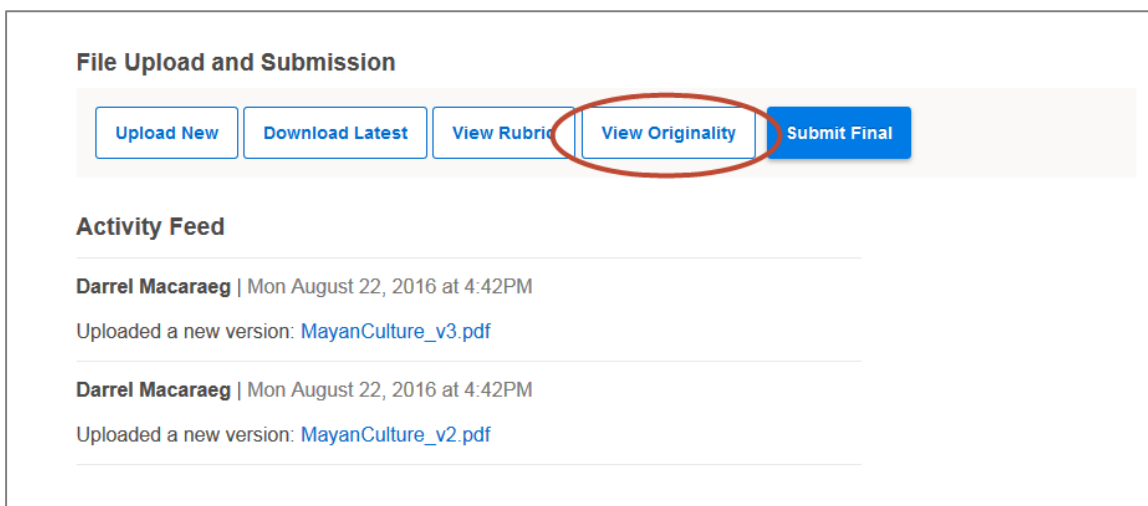 File Upload and Submission
Upload New Download Latest View Rubric View Originality Submit Final
Activity Feed
Darrel Macaraeg | Mon August 22, 2016 at 4:42PM
Uploaded a new version: MayanCulture_v3.pdf
Darrel Macaraeg | Mon August 22, 2016 at 4:42PM
Uploaded a new version: MayanCulture_v2.pdf